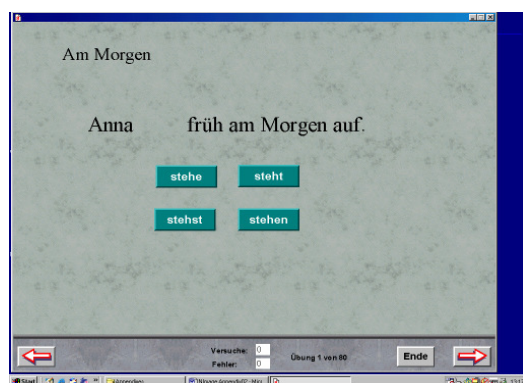 Am Morgen
Anna früh am Morgen auf.
stehe steht
stehst stehen
Versuche: 0
Fehler: 0
Übung 1 von 80
Ende
Start